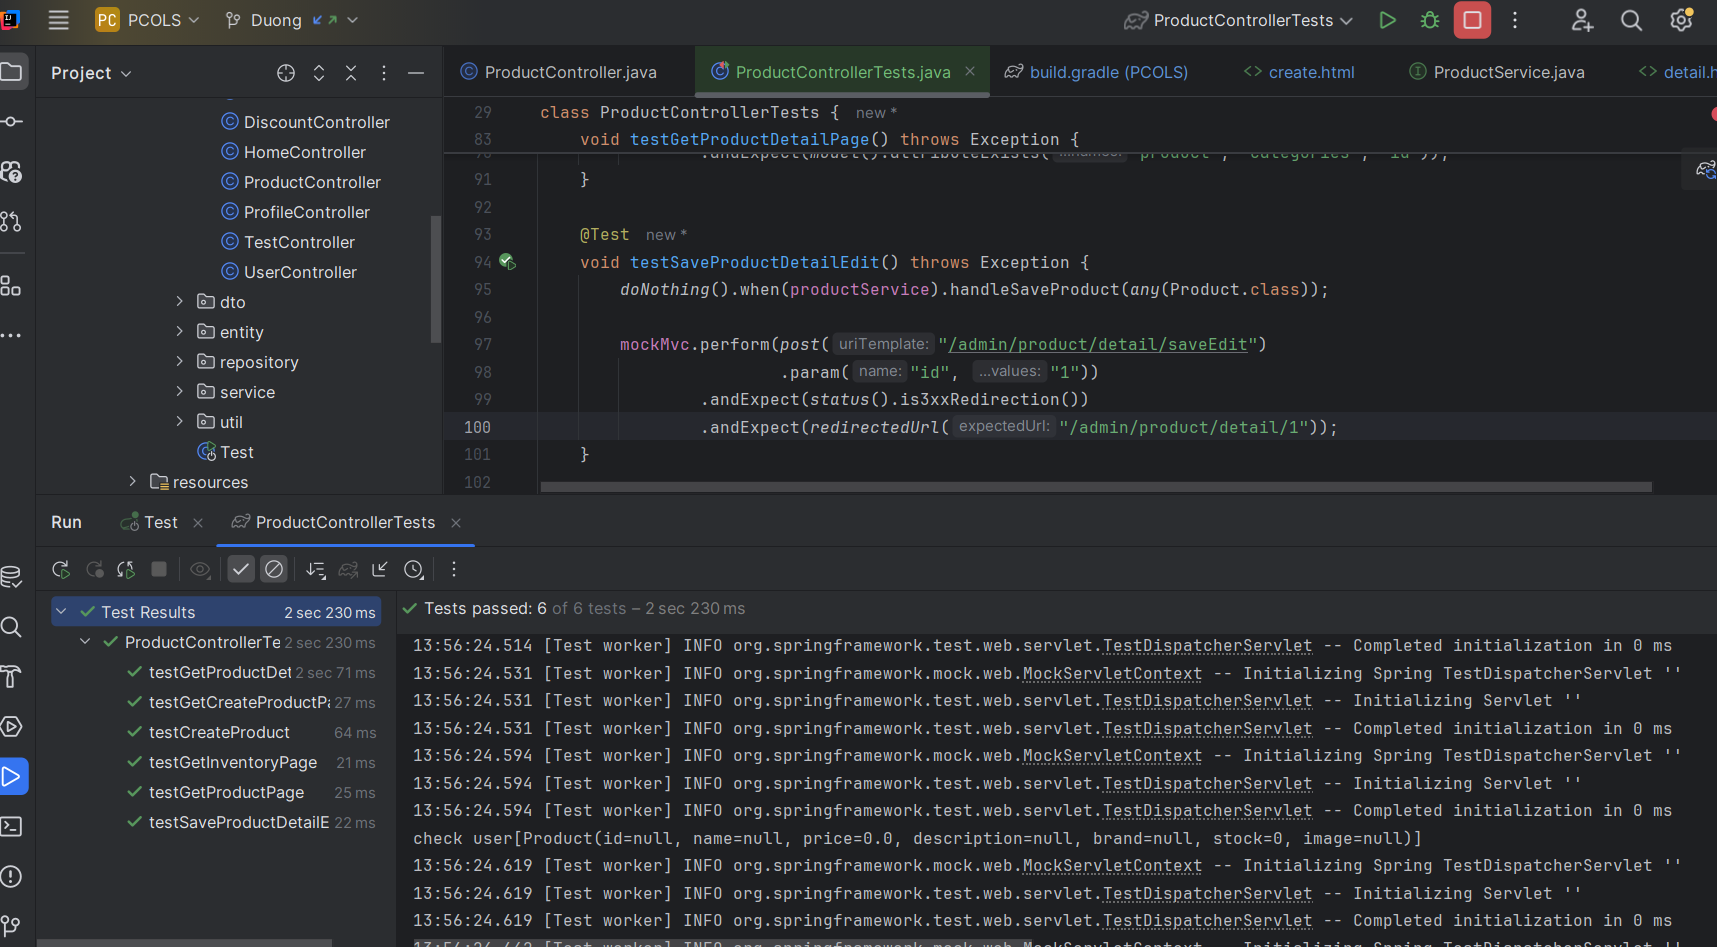 PC PCOLS Duong ProductControllerTests
Project
ProductController.java ProductControllerTests.java build.gradle (PCOLS) <> create.html ProductService.java <> detail.h
DiscountController
HomeController
ProductController
ProfileController
TestController
UserController
dto
entity
repository
service
util
Test
resources
29 class ProductControllerTests { new *
83 void testGetProductDetailPage() throws Exception {
91 }
92
93 @Test new *
94 void testSaveProductDetailEdit() throws Exception {
95 doNothing().when(productService).handleSaveProduct(any(Product.class));
96
97 mockMvc.perform(post( uriTemplate: "/admin/product/detail/saveEdit")
98 .param( name: "id", ...values: "1"))
99 .andExpect(status().is3xxRedirection())
100 .andExpect(redirectedUrl( expectedUrl: "/admin/product/detail/1"));
101 }
102
Run Test ProductControllerTests
Test Results 2 sec 230 ms
ProductControllerTe 2 sec 230 ms
testGetProductDet 2 sec 71 ms
testGetCreateProductPa 27 ms
testCreateProduct 64 ms
testGetInventoryPage 21 ms
testGetProductPage 25 ms
testSaveProductDetailE 22 ms
Tests passed: 6 of 6 tests – 2 sec 230 ms
13:56:24.514 [Test worker] INFO org.springframework.test.web.servlet.TestDispatcherServlet -- Completed initialization in 0 ms
13:56:24.531 [Test worker] INFO org.springframework.mock.web.MockServletContext -- Initializing Spring TestDispatcherServlet ''
13:56:24.531 [Test worker] INFO org.springframework.test.web.servlet.TestDispatcherServlet -- Initializing Servlet ''
13:56:24.531 [Test worker] INFO org.springframework.test.web.servlet.TestDispatcherServlet -- Completed initialization in 0 ms
13:56:24.594 [Test worker] INFO org.springframework.mock.web.MockServletContext -- Initializing Spring TestDispatcherServlet ''
13:56:24.594 [Test worker] INFO org.springframework.test.web.servlet.TestDispatcherServlet -- Initializing Servlet ''
13:56:24.594 [Test worker] INFO org.springframework.test.web.servlet.TestDispatcherServlet -- Completed initialization in 0 ms
check user[Product(id=null, name=null, price=0.0, description=null, brand=null, stock=0, image=null)]
13:56:24.619 [Test worker] INFO org.springframework.mock.web.MockServletContext -- Initializing Spring TestDispatcherServlet ''
13:56:24.619 [Test worker] INFO org.springframework.test.web.servlet.TestDispatcherServlet -- Initializing Servlet ''
13:56:24.619 [Test worker] INFO org.springframework.test.web.servlet.TestDispatcherServlet -- Completed initialization in 0 ms